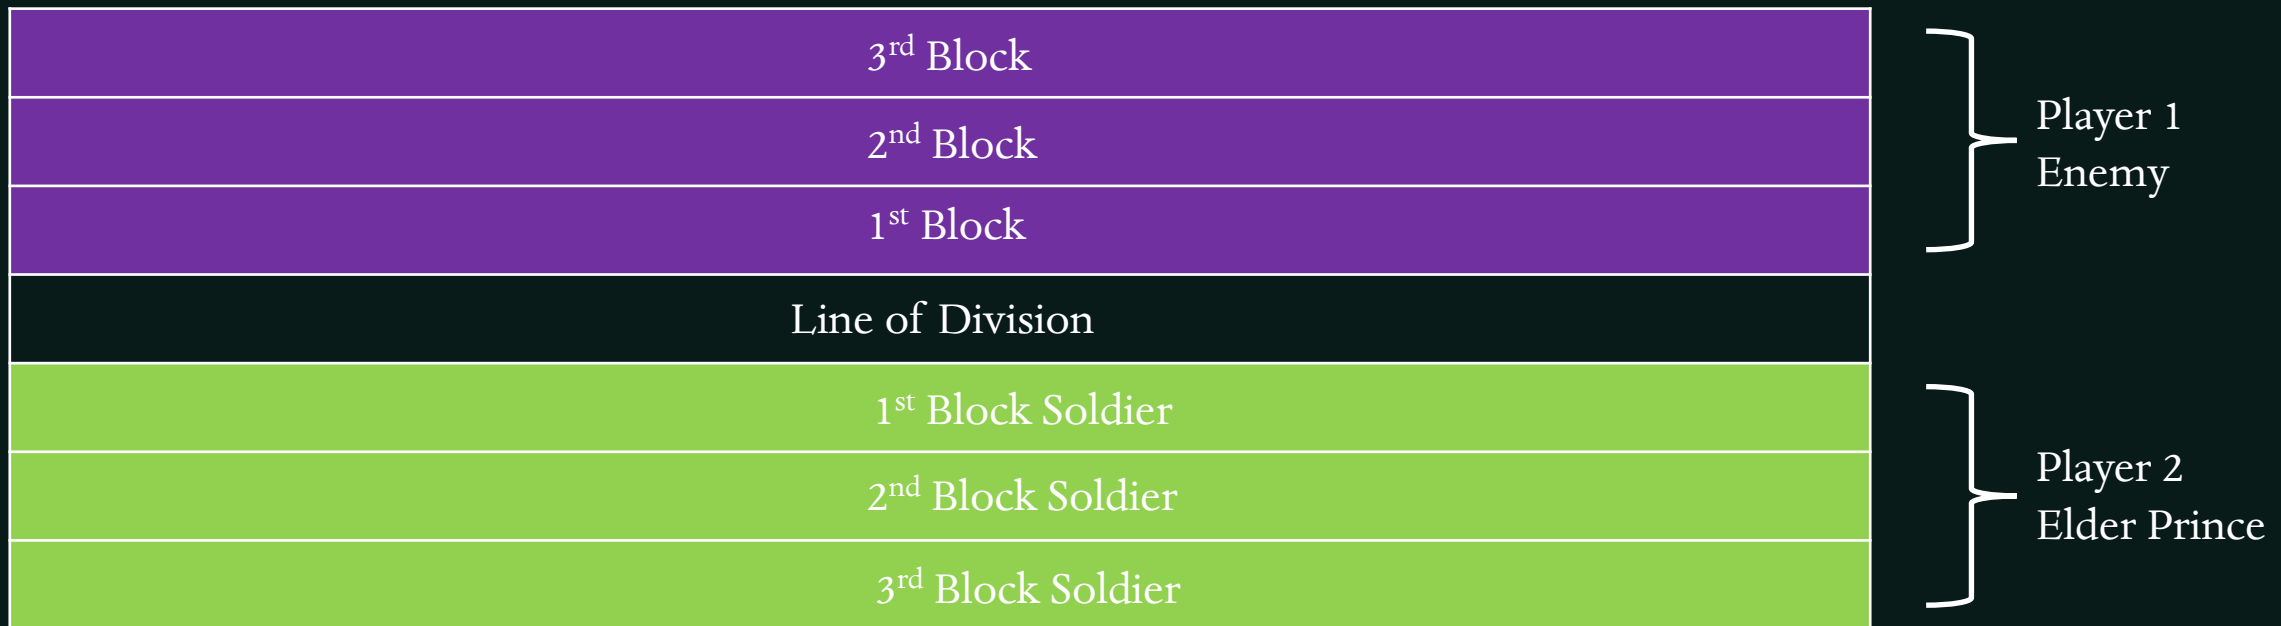 3rd Block
2nd Block
1st Block
Player 1
Enemy
Line of Division
1st Block Soldier
2nd Block Soldier
3rd Block Soldier
Player 2
Elder Prince